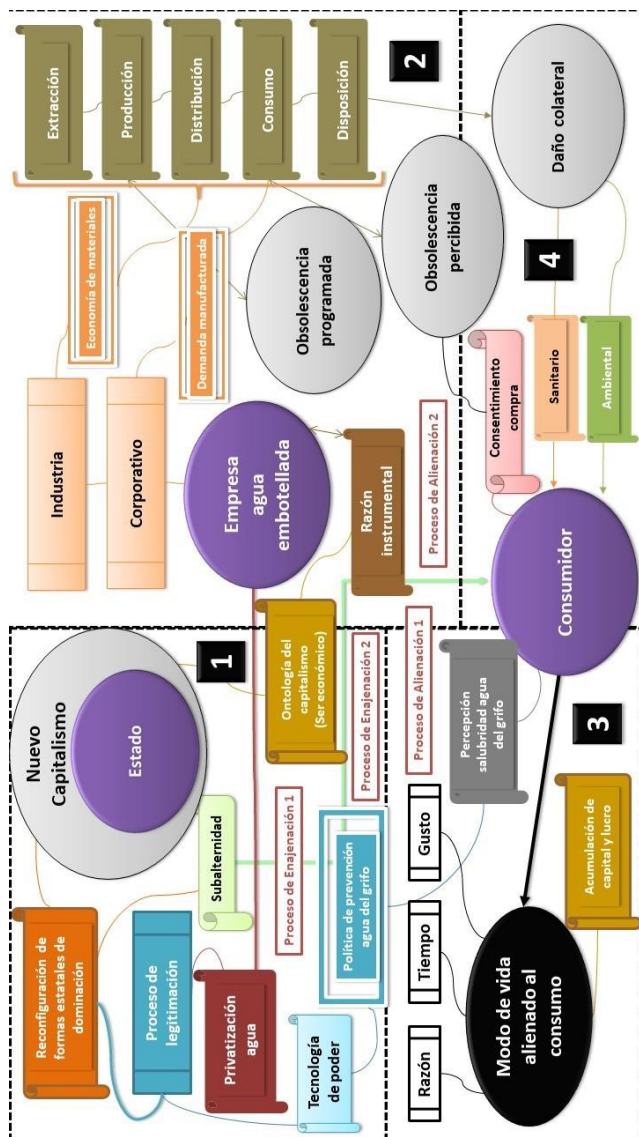 Nuevo
Capitalismo
Estado
1
Reconfiguración de
formas estatales de
dominación
Subalternidad
Ontología del
capitalismo
(Ser económico)
Proceso de
legitimación
Privatización
agua
Tecnología
de poder
Proceso de Enajenación 1
Proceso de Enajenación 2
Política de prevención
agua del grifo
Industria
Corporativo
Economía de materiales
Demanda manufacturada
Empresa
agua
embotellada
Razón
instrumental
Extracción
Producción
Distribución
Consumo
Disposición
2
Obsolescencia
programada
Obsolescencia
percibida
Proceso de Alienación 1
Proceso de Alienación 2
Razón
Tiempo
Gusto
Percepción
salubridad agua
del grifo
Modo de vida
alienado al
consumo
3
Acumulación de
capital y lucro
Consumidor
Consentimiento
compra
Sanitario
Ambiental
4
Daño colateral